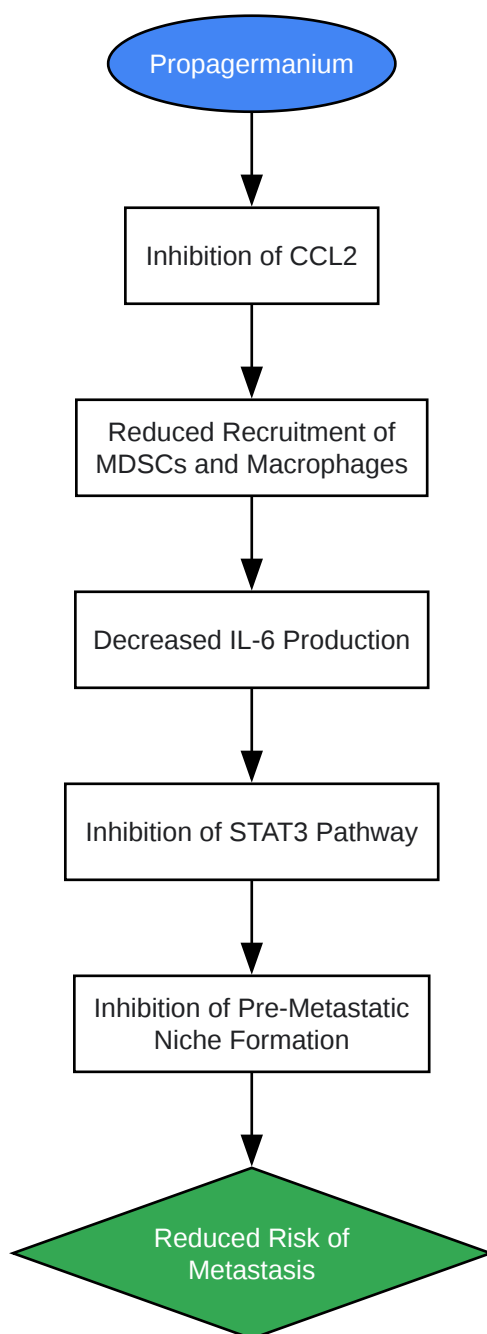 Propagermanium
Inhibition of CCL2
Reduced Recruitment of
MDSCs and Macrophages
Decreased IL-6 Production
Inhibition of STAT3 Pathway
Inhibition of Pre-Metastatic
Niche Formation
Reduced Risk of
Metastasis